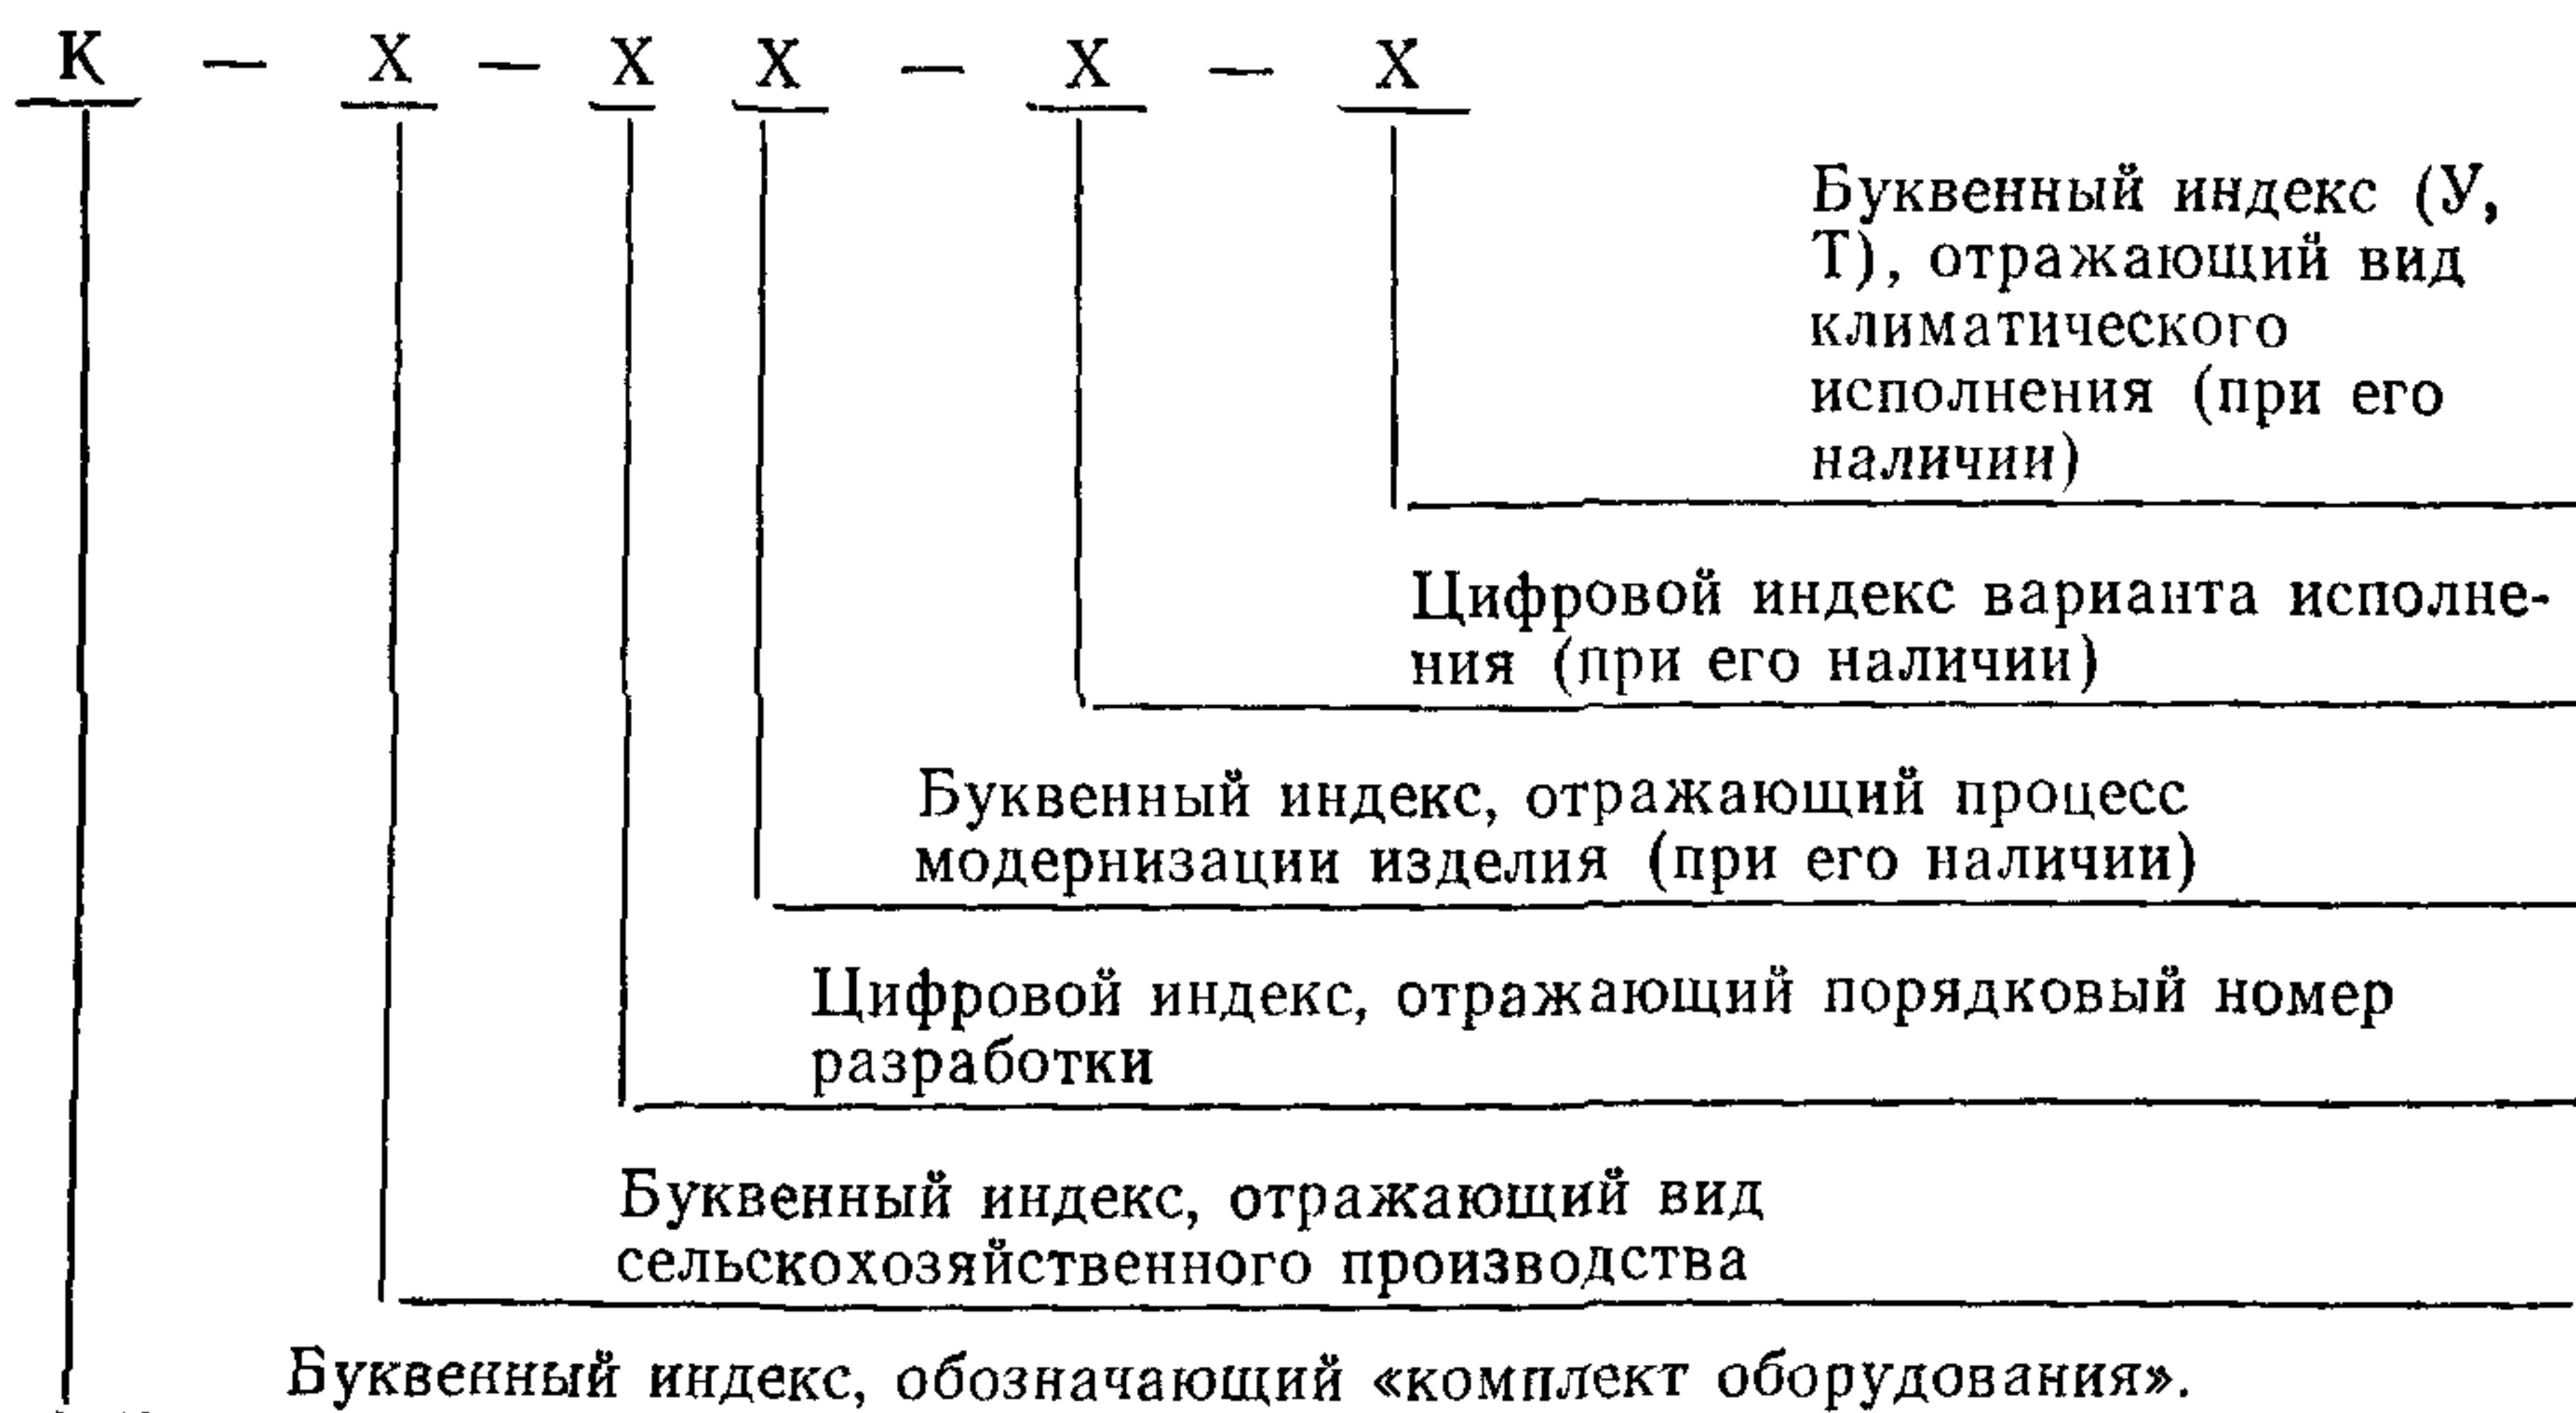 К — Х — Х Х — Х — Х
Буквенный индекс (У,
Т), отражающий вид
климатического
исполнения (при его
наличии)
Цифровой индекс варианта исполне-
ния (при его наличии)
Буквенный индекс, отражающий процесс
модернизации изделия (при его наличии)
Цифровой индекс, отражающий порядковый номер
разработки
Буквенный индекс, отражающий вид
сельскохозяйственного производства
Буквенный индекс, обозначающий «комплект оборудования».